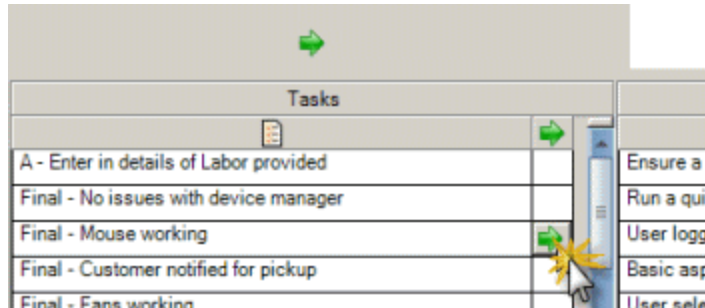 Tasks
A - Enter in details of Labor provided
Ensure a
Final - No issues with device manager
Run a qui
Final - Mouse working
User logg
Final - Customer notified for pickup
Basic asp
Final - Fans working
User sele